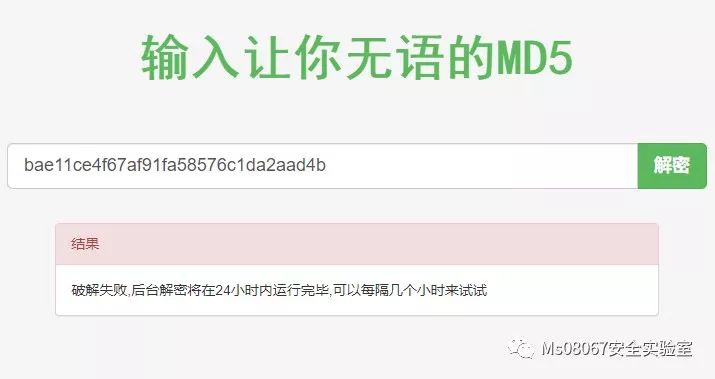 输入让你无语的MD5
bae11ce4f67af91fa58576c1da2aad4b 解密
结果
破解失败,后台解密将在24小时内运行完毕,可以每隔几个小时来试试
Ms08067安全实验室